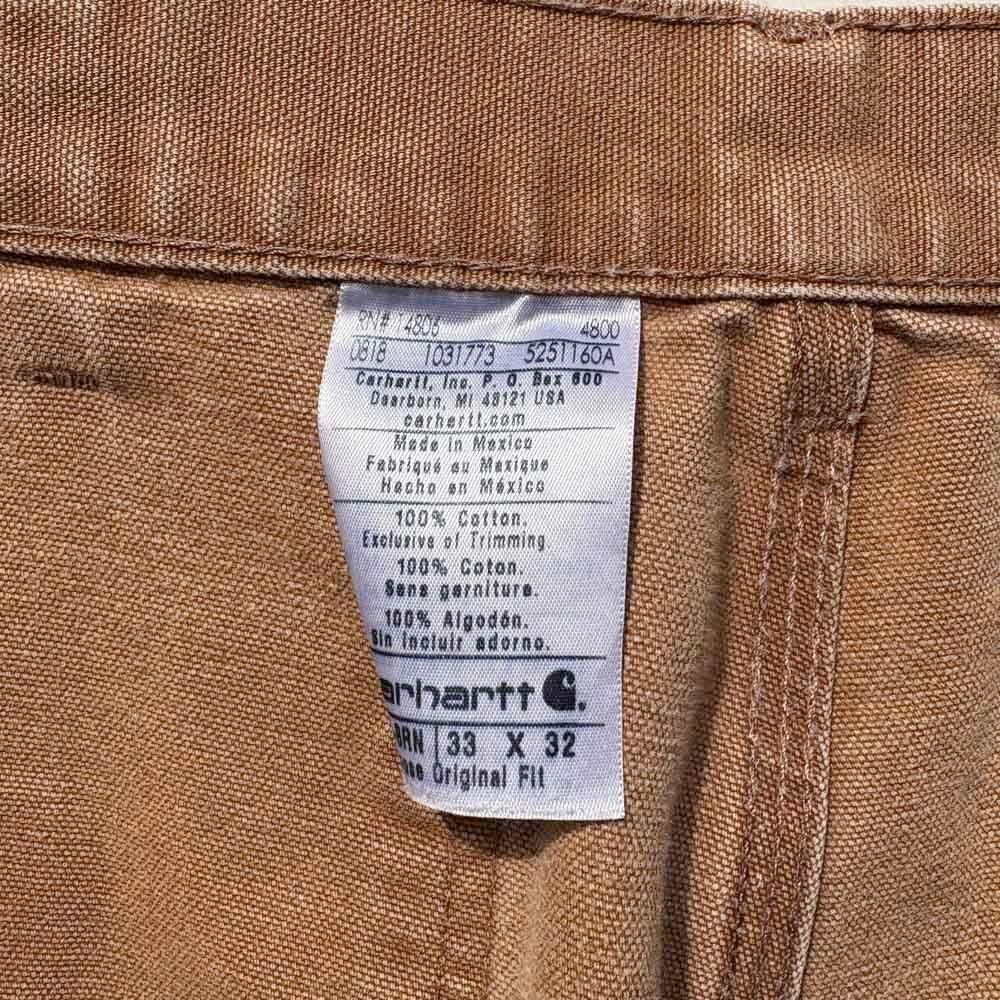 RN# 14806 4800
0818 1031773 5251160A
Carhartt, Inc. P. O. Box 600
Dearborn, MI 48121 USA
carhartt.com
Made in Mexico
Fabriqué au Mexique
Hecho en México
100% Cotton.
Exclusive of Trimming
100% Coton.
Sans garniture.
100% Algodón.
Sin incluir adorno.
arhartt
BRN 33 X 32
Original Fit